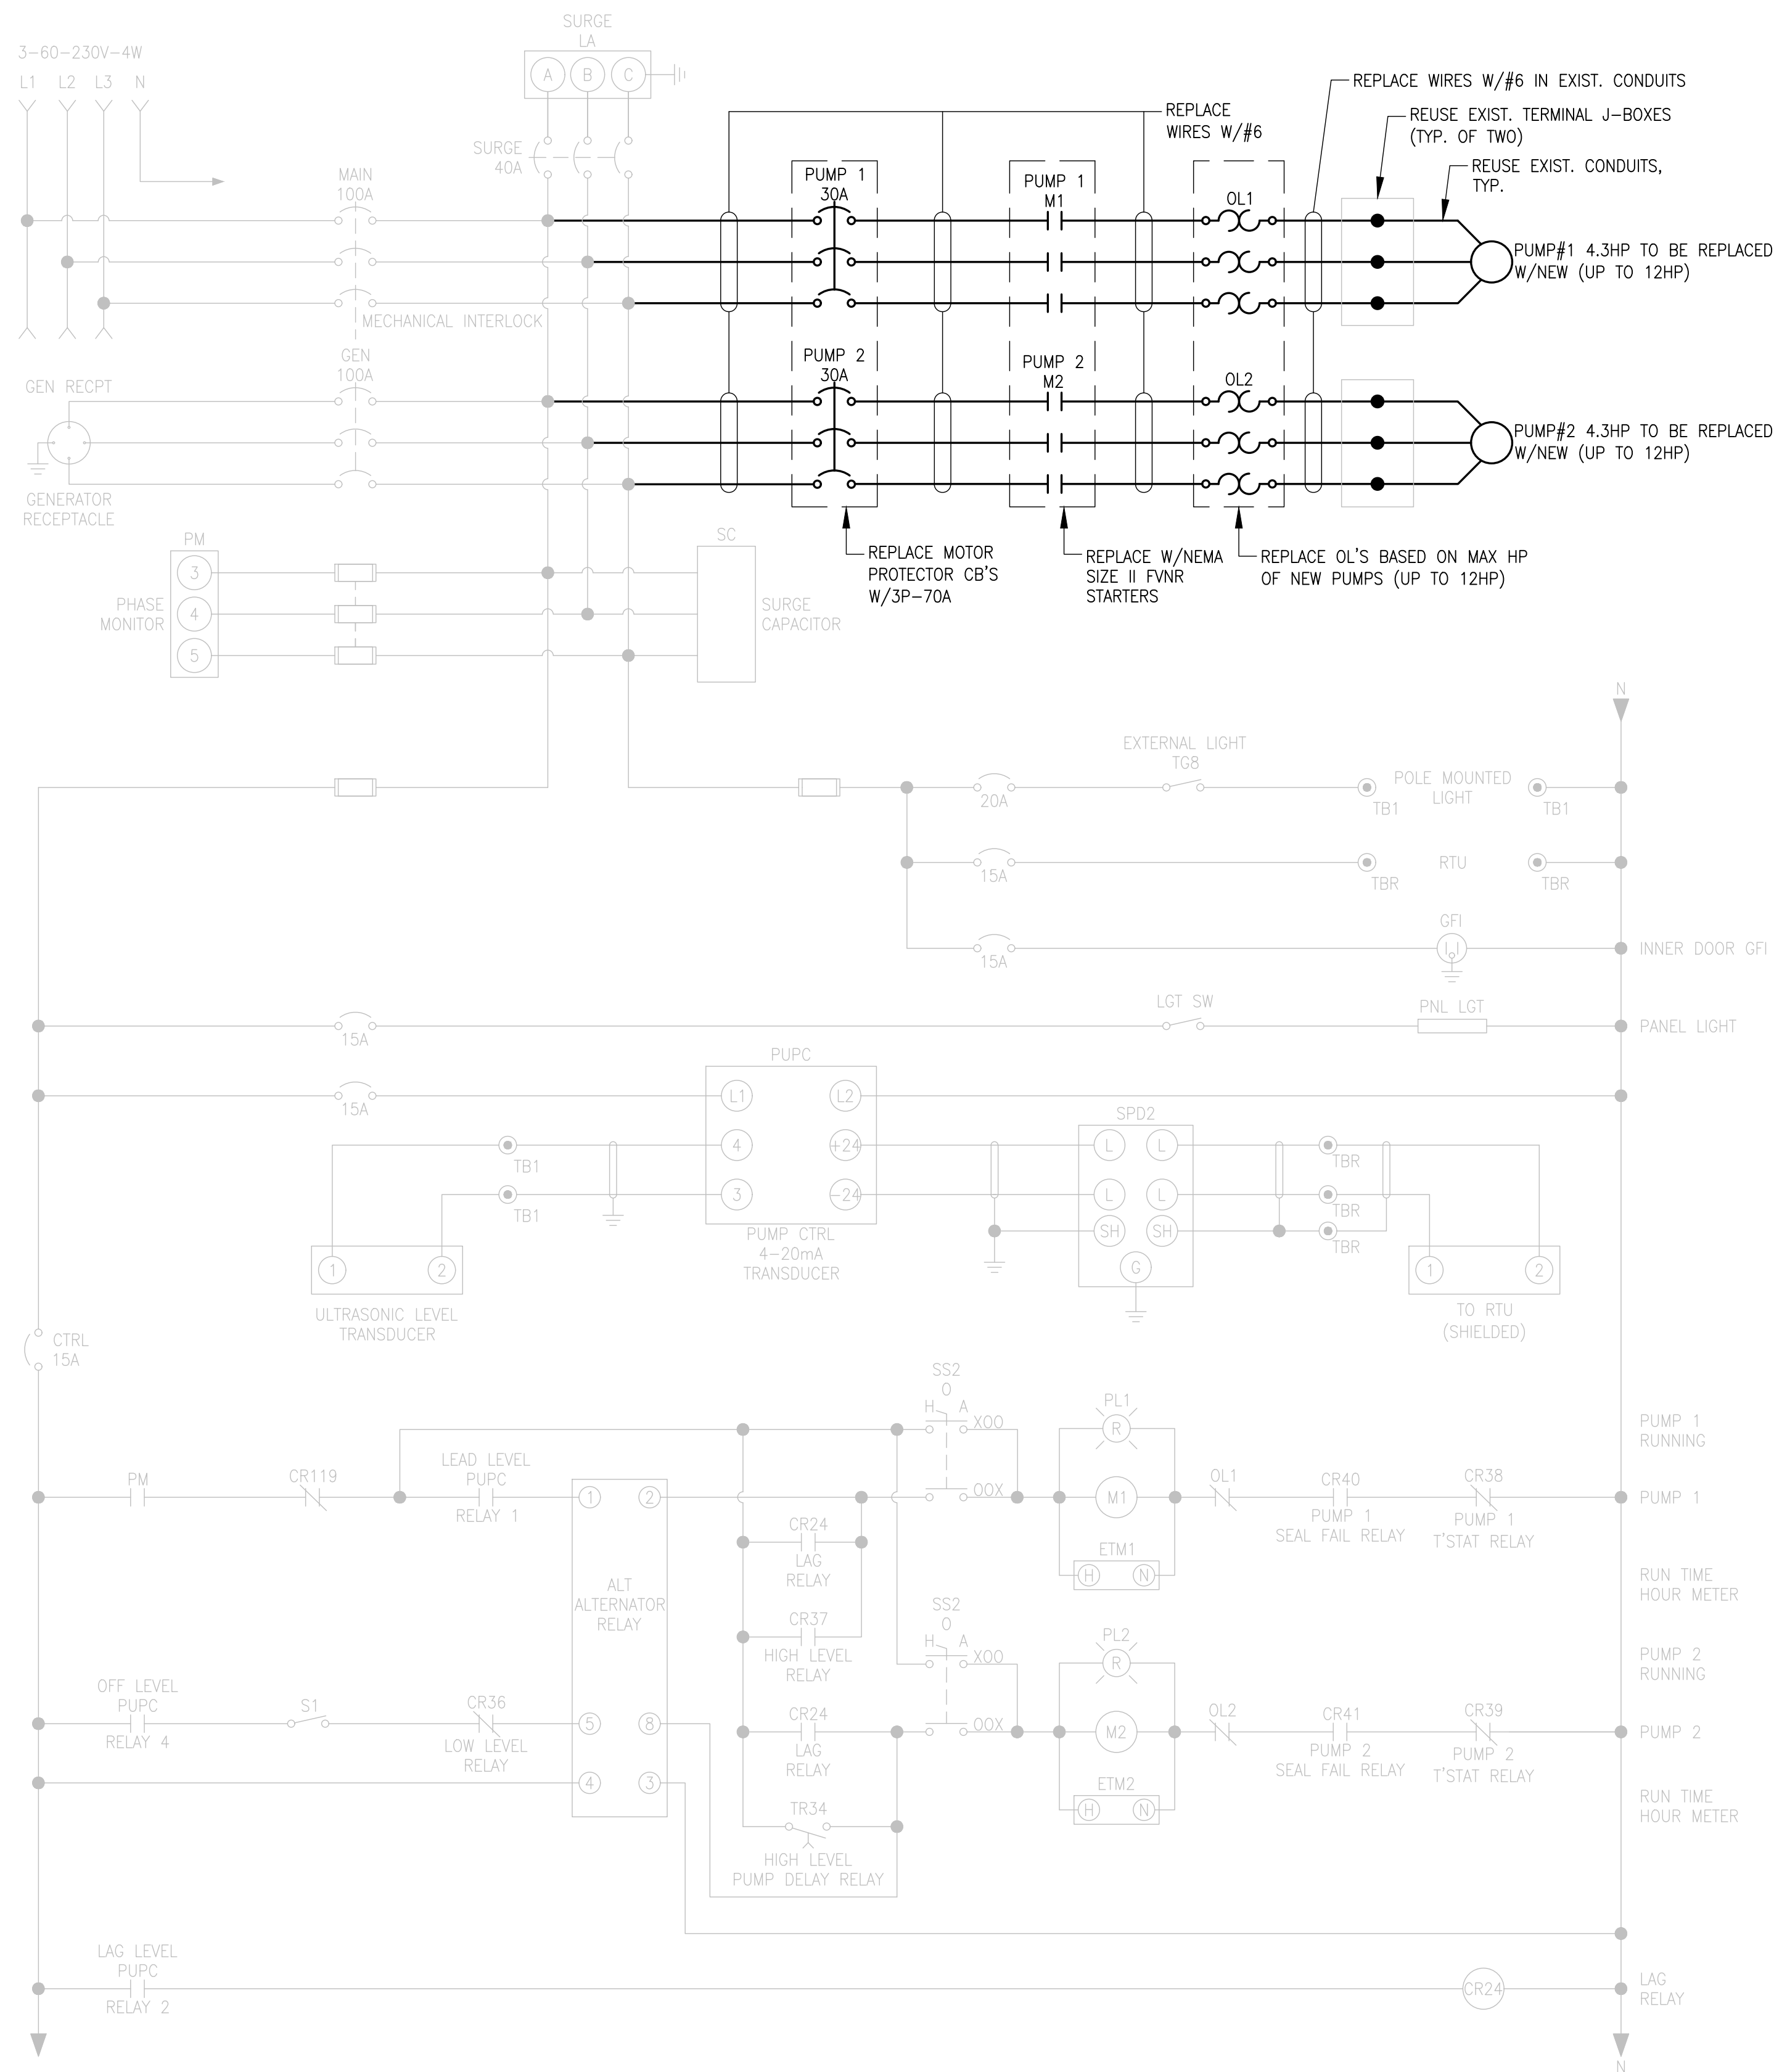 SURGE
LA
3-60-230V-4W
L1 L2 L3 N
A B C
REPLACE WIRES W/#6 IN EXIST. CONDUITS
REPLACE
WIRES W/#6
REUSE EXIST. TERMINAL J-BOXES
(TYP. OF TWO)
REUSE EXIST. CONDUITS,
TYP.
SURGE
40A
MAIN
100A
PUMP 1
30A
PUMP 1
M1
OL1
PUMP#1 4.3HP TO BE REPLACED
W/NEW (UP TO 12HP)
MECHANICAL INTERLOCK
GEN
100A
PUMP 2
30A
PUMP 2
M2
OL2
GEN RECPT
PUMP#2 4.3HP TO BE REPLACED
W/NEW (UP TO 12HP)
GENERATOR
RECEPTACLE
PM
3
4
5
PHASE
MONITOR
SC
SURGE
CAPACITOR
REPLACE MOTOR
PROTECTOR CB'S
W/3P-70A
REPLACE W/NEMA
SIZE II FVNR
STARTERS
REPLACE OL'S BASED ON MAX HP
OF NEW PUMPS (UP TO 12HP)
N
EXTERNAL LIGHT
TG8
20A
POLE MOUNTED
LIGHT
TB1
TB1
15A
RTU
TBR
TBR
GFI
15A
INNER DOOR GFI
LGT SW
PNL LGT
15A
PANEL LIGHT
PUPC
15A
L1 L2
4 +24
3 -24
TB1
TB1
PUMP CTRL
4-20mA
TRANSDUCER
SPD2
L L
L L
SH SH
G
TBR
TBR
TBR
1 2
ULTRASONIC LEVEL
TRANSDUCER
1 2
TO RTU
(SHIELDED)
CTRL
15A
SS2
O
H A
XOO
OOX
PL1
R
PUMP 1
RUNNING
PM
CR119
LEAD LEVEL
PUPC
RELAY 1
1 2
M1
OL1
CR40
PUMP 1
SEAL FAIL RELAY
CR38
PUMP 1
T'STAT RELAY
PUMP 1
CR24
LAG
RELAY
ETM1
H N
RUN TIME
HOUR METER
ALT
ALTERNATOR
RELAY
CR37
HIGH LEVEL
RELAY
SS2
O
H A
XOO
OOX
PL2
R
PUMP 2
RUNNING
OFF LEVEL
PUPC
RELAY 4
S1
CR36
LOW LEVEL
RELAY
5 8
CR24
LAG
RELAY
M2
OL2
CR41
PUMP 2
SEAL FAIL RELAY
CR39
PUMP 2
T'STAT RELAY
PUMP 2
4 3
ETM2
H N
RUN TIME
HOUR METER
TR34
HIGH LEVEL
PUMP DELAY RELAY
LAG LEVEL
PUPC
RELAY 2
CR24
LAG
RELAY
N